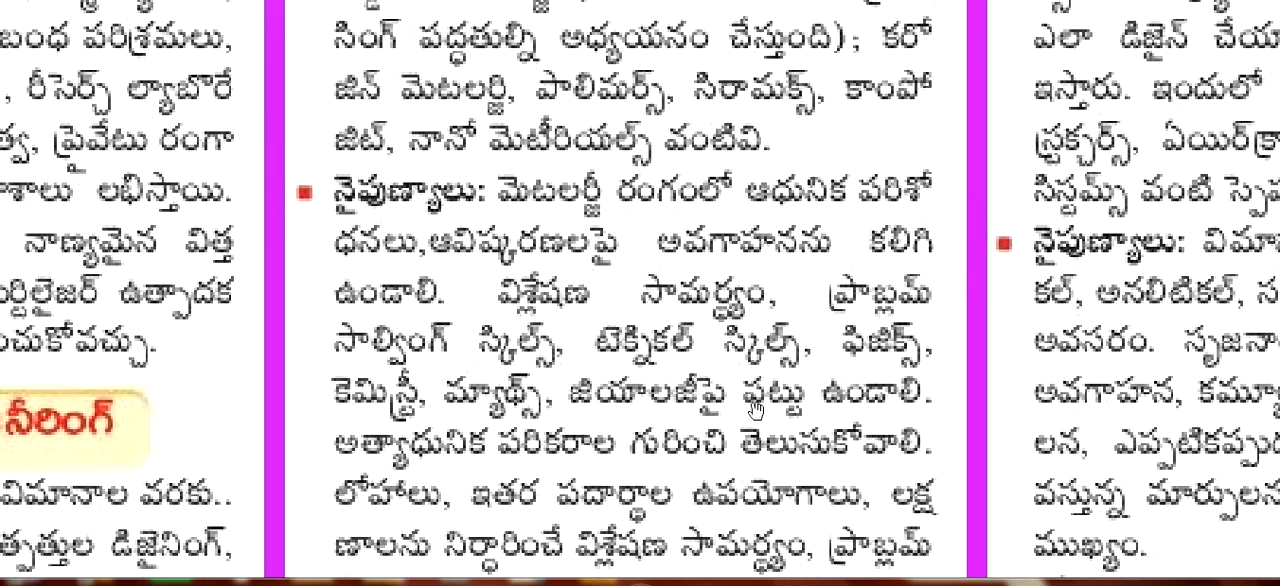 బంధ పరిశ్రమలు,
, రీసెర్చ్ ల్యాబొరే
ప్రైవేటు రంగా
లభిస్తాయి.
నాణ్యమైన విత్త
ఉత్పాదక
నీరింగ్
విమానాల వరకు..
డిజైనింగ్,
సింగ్ పద్ధతుల్ని అధ్యయనం చేస్తుంది); కరో
జిన్ మెటలర్జి, పాలిమర్స్, సిరామక్స్, కాంపో
జిట్, నానో మెటీరియల్స్ వంటివి.
నైపుణ్యాలు: మెటలర్జీ రంగంలో ఆధునిక పరిశో
ధనలు,ఆవిష్కరణలపై అవగాహనను కలిగి
ఉండాలి. విశ్లేషణ సామర్థ్యం, ప్రాబ్లమ్
సాల్వింగ్ స్కిల్స్, టెక్నికల్ స్కిల్స్, ఫిజిక్స్,
కెమిస్ట్రీ, మ్యాథ్స్, జియాలజీపై పట్టు ఉండాలి.
అత్యాధునిక పరికరాల గురించి తెలుసుకోవాలి.
లోహాలు, ఇతర పదార్థాల ఉపయోగాలు, లక్ష
ణాలను నిర్ధారించే విశ్లేషణ సామర్థ్యం, ప్రాబ్లమ్
ఎలా డిజైన్ చేయా
ఇస్తారు. ఇందులో
స్ట్రక్చర్స్, ఏయిర్‌క్రా
సిస్టమ్స్ వంటి స్పె
నైపుణ్యాలు: విమా
కల్, అనలిటికల్, స
అవసరం. సృజనా
అవగాహన, కమ్యూ
లన, ఎప్పటికప్పుడ
వస్తున్న మార్పులన
ముఖ్యం.